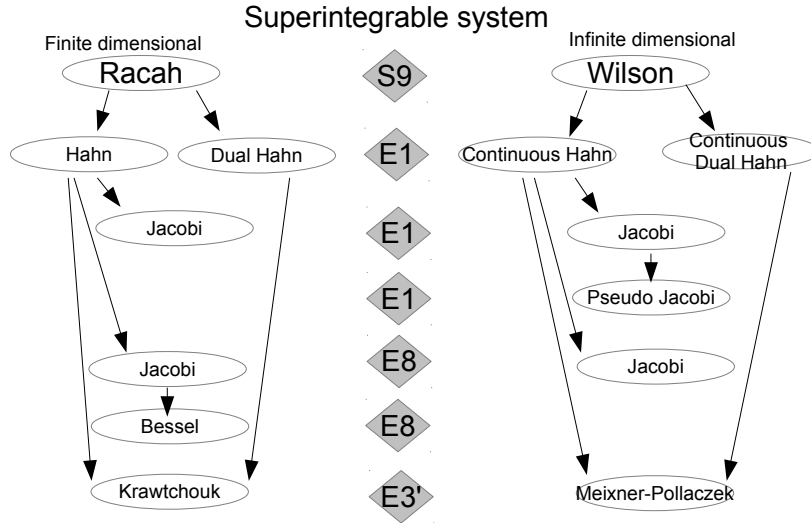 Superintegrable system
Finite dimensional
Infinite dimensional
Racah
S9
Wilson
Hahn
Dual Hahn
E1
Continuous Hahn
Continuous
Dual Hahn
Jacobi
E1
Jacobi
E1
Pseudo Jacobi
Jacobi
E8
Jacobi
Bessel
E8
Krawtchouk
E3'
Meixner-Pollaczek